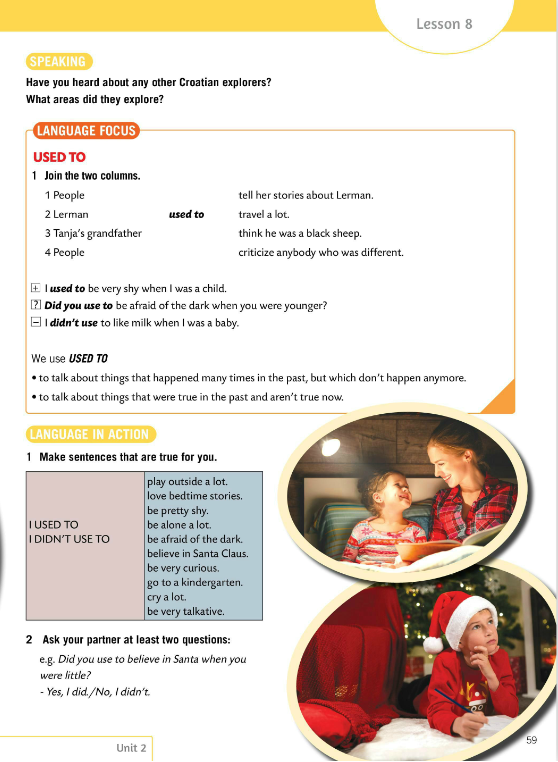 Lesson 8
SPEAKING
Have you heard about any other Croatian explorers?
What areas did they explore?
LANGUAGE FOCUS
USED TO
1 Join the two columns.
1 People tell her stories about Lerman.
2 Lerman used to travel a lot.
3 Tanja's grandfather think he was a black sheep.
4 People criticize anybody who was different.
+ I used to be very shy when I was a child.
? Did you use to be afraid of the dark when you were younger?
– I didn't use to like milk when I was a baby.
We use USED TO
• to talk about things that happened many times in the past, but which don't happen anymore.
• to talk about things that were true in the past and aren't true now.
LANGUAGE IN ACTION
1 Make sentences that are true for you.
I USED TO
I DIDN'T USE TO
play outside a lot.
love bedtime stories.
be pretty shy.
be alone a lot.
be afraid of the dark.
believe in Santa Claus.
be very curious.
go to a kindergarten.
cry a lot.
be very talkative.
2 Ask your partner at least two questions:
e.g. Did you use to believe in Santa when you
were little?
- Yes, I did./No, I didn't.
Unit 2
59